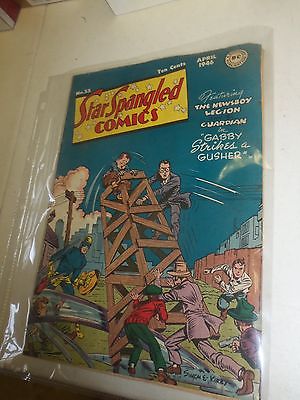 No.55
Ten Cents
APRIL
1946
Star Spangled
COMICS
Featuring
THE NEWSBOY
LEGION
GUARDIAN
IN
"GABBY
Strikes A
GUSHER"
SIMON & KIRBY